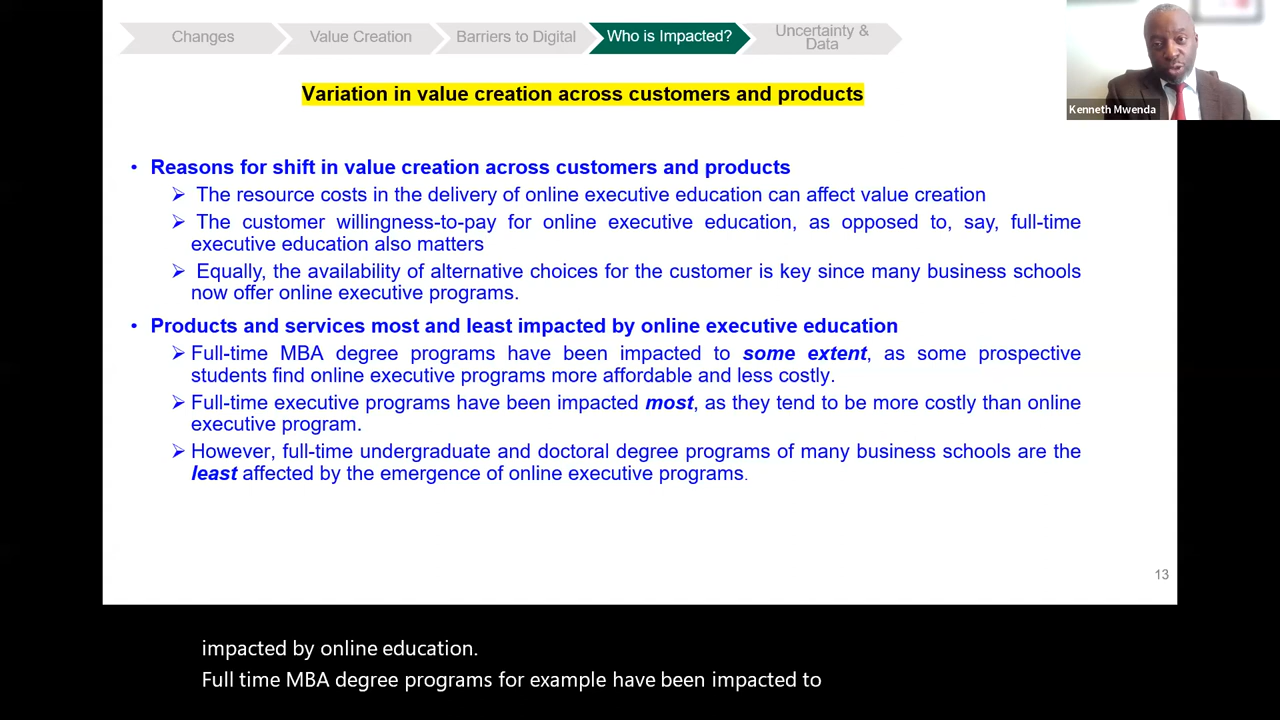 Changes
Value Creation
Barriers to Digital
Who is Impacted?
Uncertainty &
Data
Kenneth Mwenda
Variation in value creation across customers and products
• Reasons for shift in value creation across customers and products
➢ The resource costs in the delivery of online executive education can affect value creation
➢ The customer willingness-to-pay for online executive education, as opposed to, say, full-time
executive education also matters
➢ Equally, the availability of alternative choices for the customer is key since many business schools
now offer online executive programs.
• Products and services most and least impacted by online executive education
➢ Full-time MBA degree programs have been impacted to some extent, as some prospective
students find online executive programs more affordable and less costly.
➢ Full-time executive programs have been impacted most, as they tend to be more costly than online
executive program.
➢ However, full-time undergraduate and doctoral degree programs of many business schools are the
least affected by the emergence of online executive programs.
13
impacted by online education.
Full time MBA degree programs for example have been impacted to